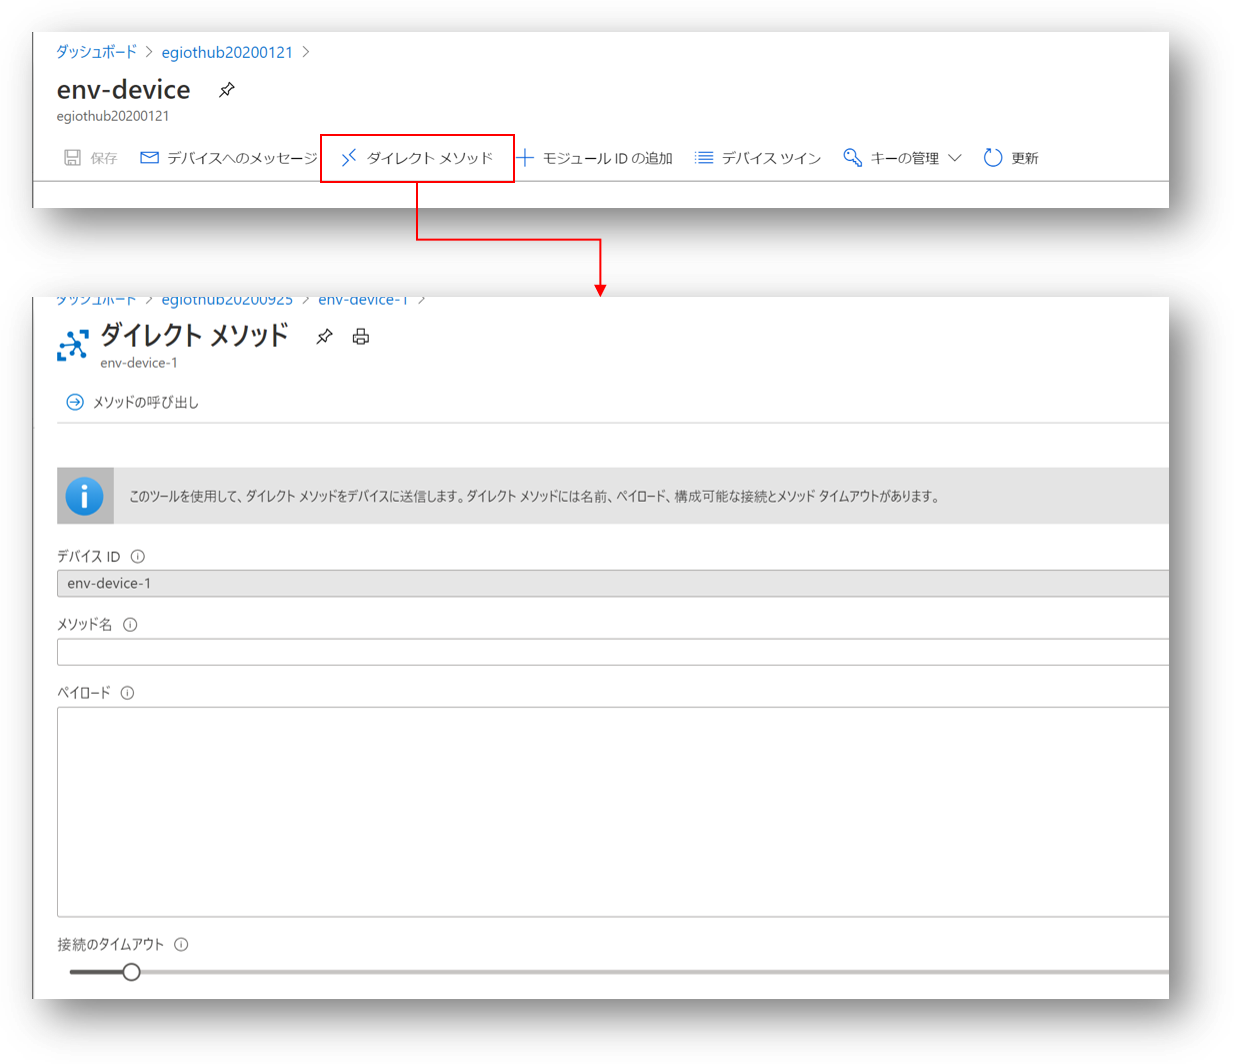 ダッシュボード > egiothub20200121 >
env-device
egiothub20200121
保存 デバイスへのメッセージ ダイレクト メソッド モジュール ID の追加 デバイス ツイン キーの管理 更新
ダッシュボード > egiothub20200925 > env-device-1 >
ダイレクト メソッド
env-device-1
メソッドの呼び出し
このツールを使用して、ダイレクト メソッドをデバイスに送信します。ダイレクト メソッドには名前、ペイロード、構成可能な接続とメソッド タイムアウトがあります。
デバイス ID
env-device-1
メソッド名
ペイロード
接続のタイムアウト